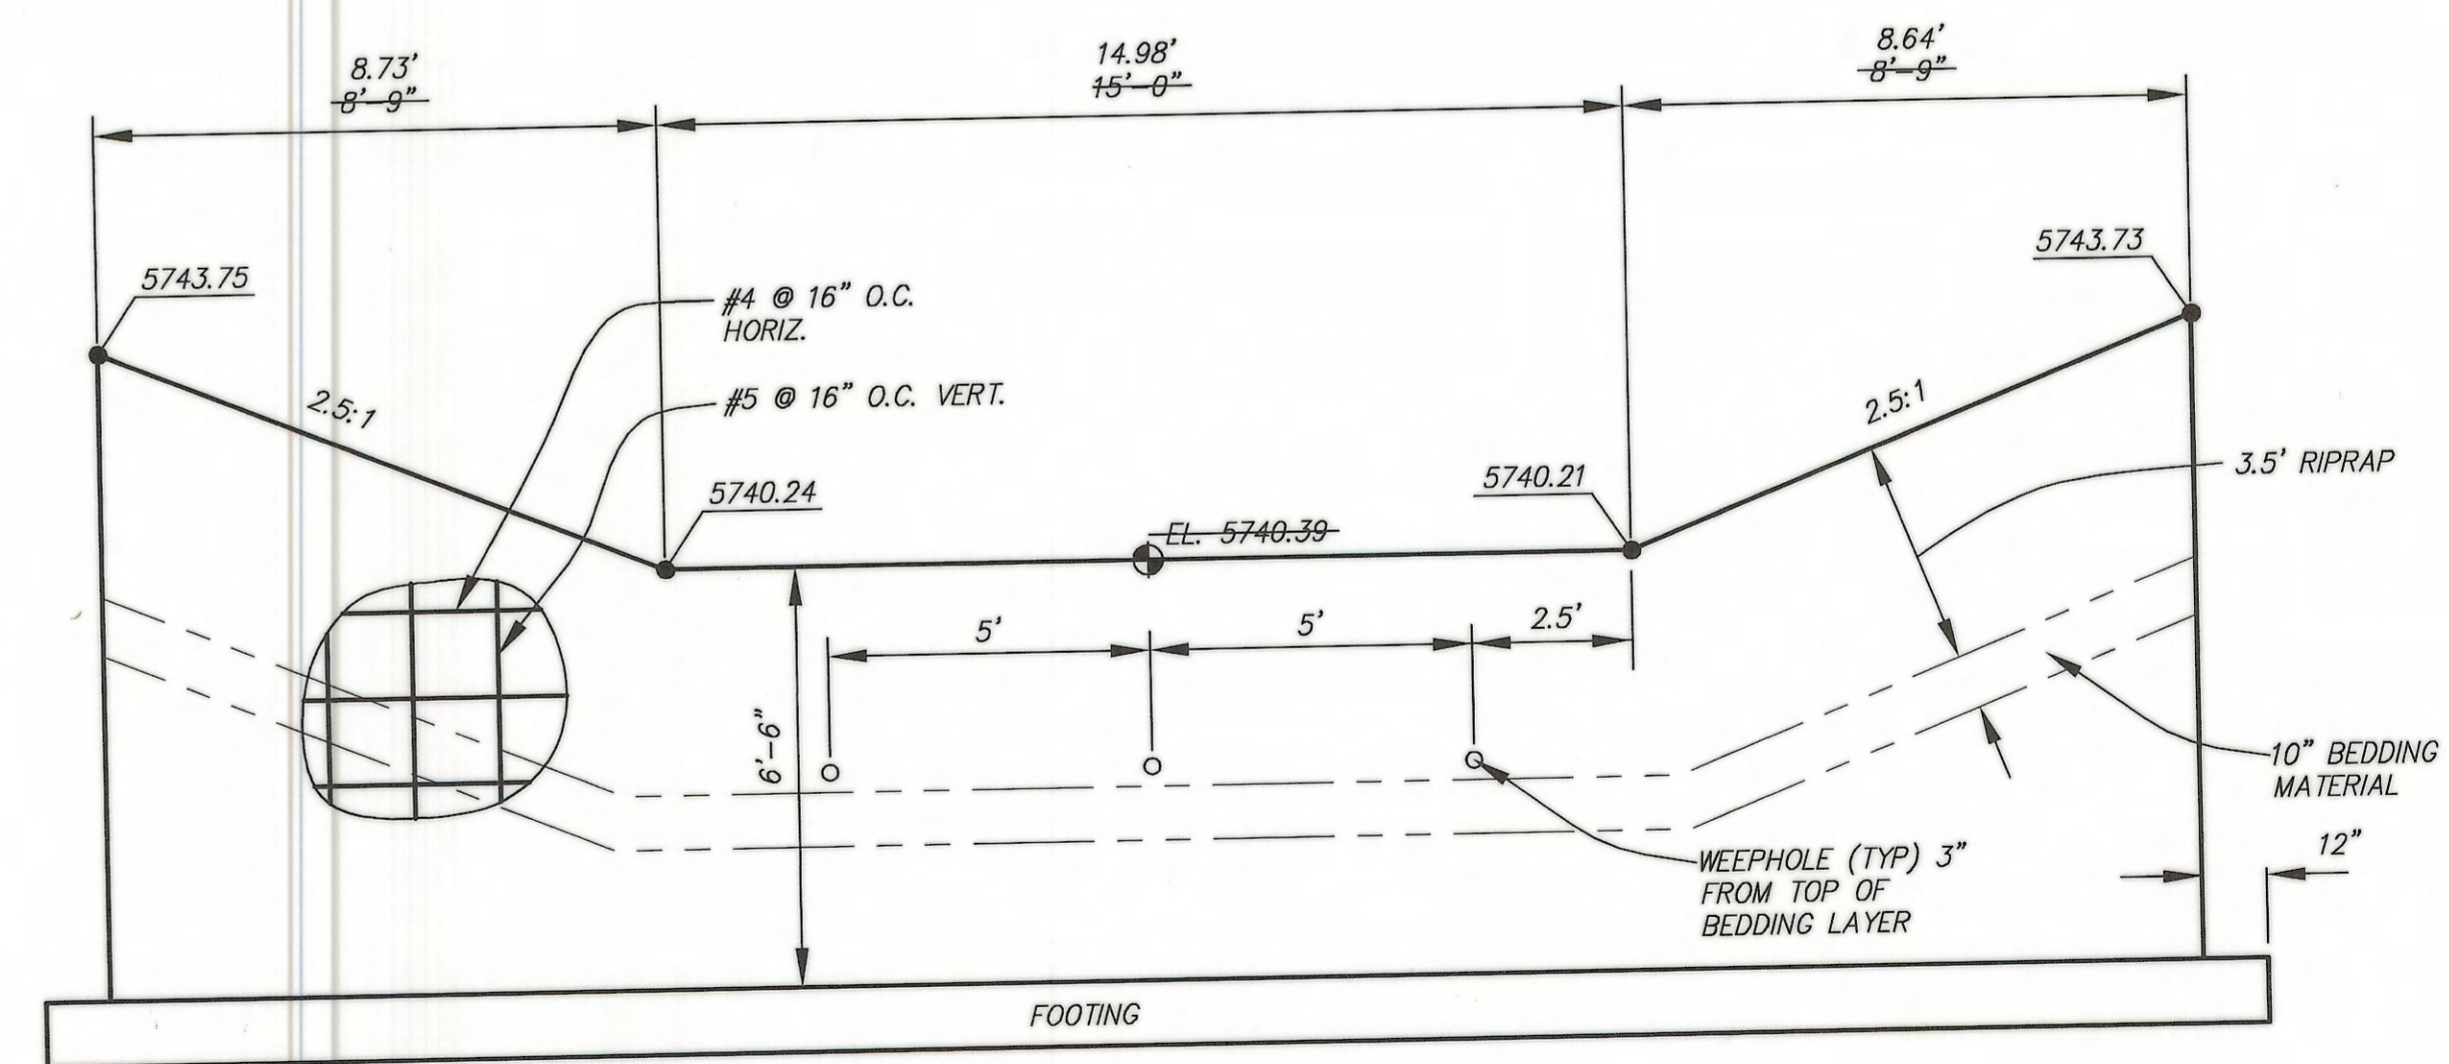 8.73'
8'-9"
14.98'
15'-0"
8.64'
8'-9"
5743.75
5743.73
#4 @ 16" O.C.
HORIZ.
2.5:1
#5 @ 16" O.C. VERT.
2.5:1
3.5' RIPRAP
5740.24
5740.21
EL. 5740.39
5'
5'
2.5'
6'-6"
10" BEDDING
MATERIAL
12"
WEEPHOLE (TYP) 3"
FROM TOP OF
BEDDING LAYER
FOOTING